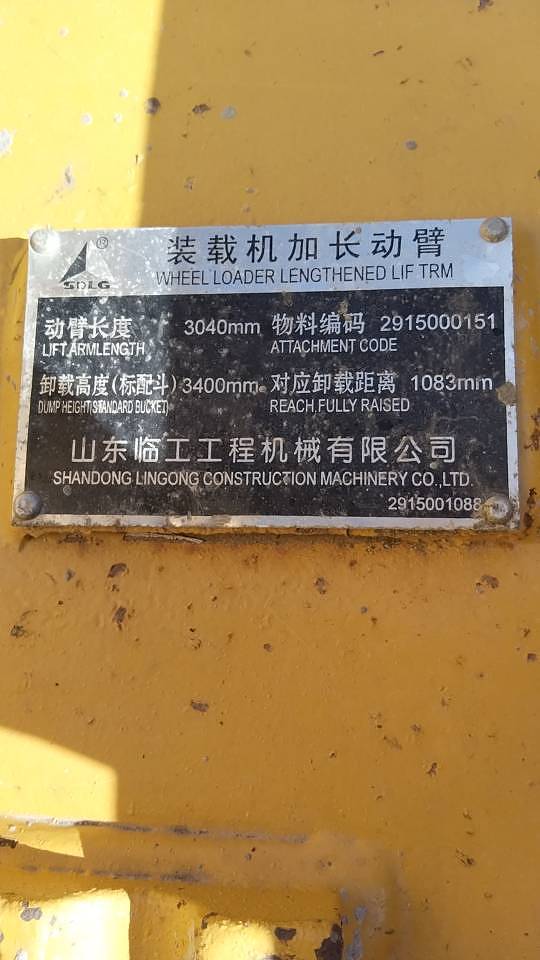 ®
SDLG
装载机加长动臂
WHEEL LOADER LENGTHENED LIF TRM
动臂长度 3040mm 物料编码 2915000151
LIFT ARMLENGTH ATTACHMENT CODE
卸载高度(标配斗) 3400mm 对应卸载距离 1083mm
DUMP HEIGHT(STANDARD BUCKET) REACH FULLY RAISED
山东临工工程机械有限公司
SHANDONG LINGONG CONSTRUCTION MACHINERY CO.,LTD.
2915001088